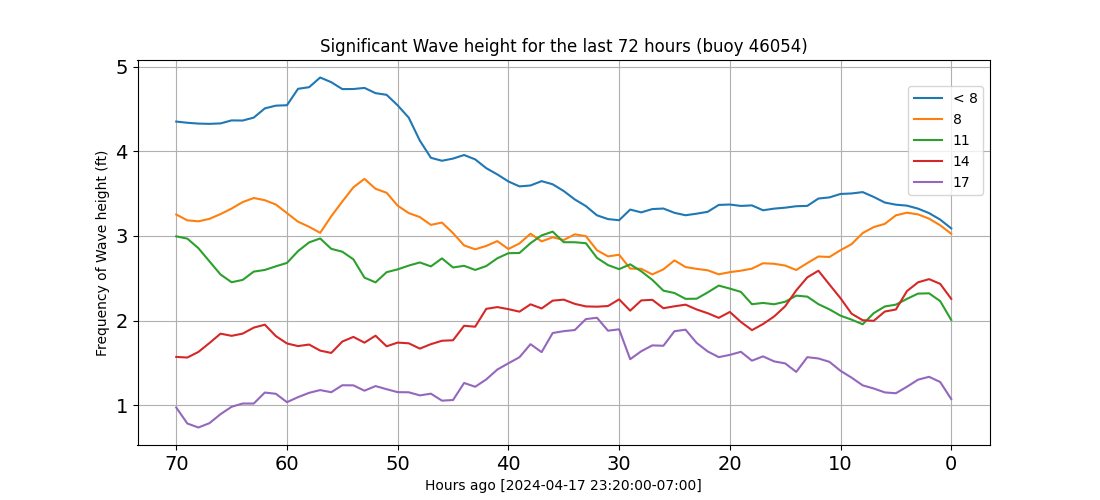 Significant Wave height for the last 72 hours (buoy 46054)
Frequency of Wave height (ft)
5
4
3
2
1
< 8
8
11
14
17
70 60 50 40 30 20 10 0
Hours ago [2024-04-17 23:20:00-07:00]